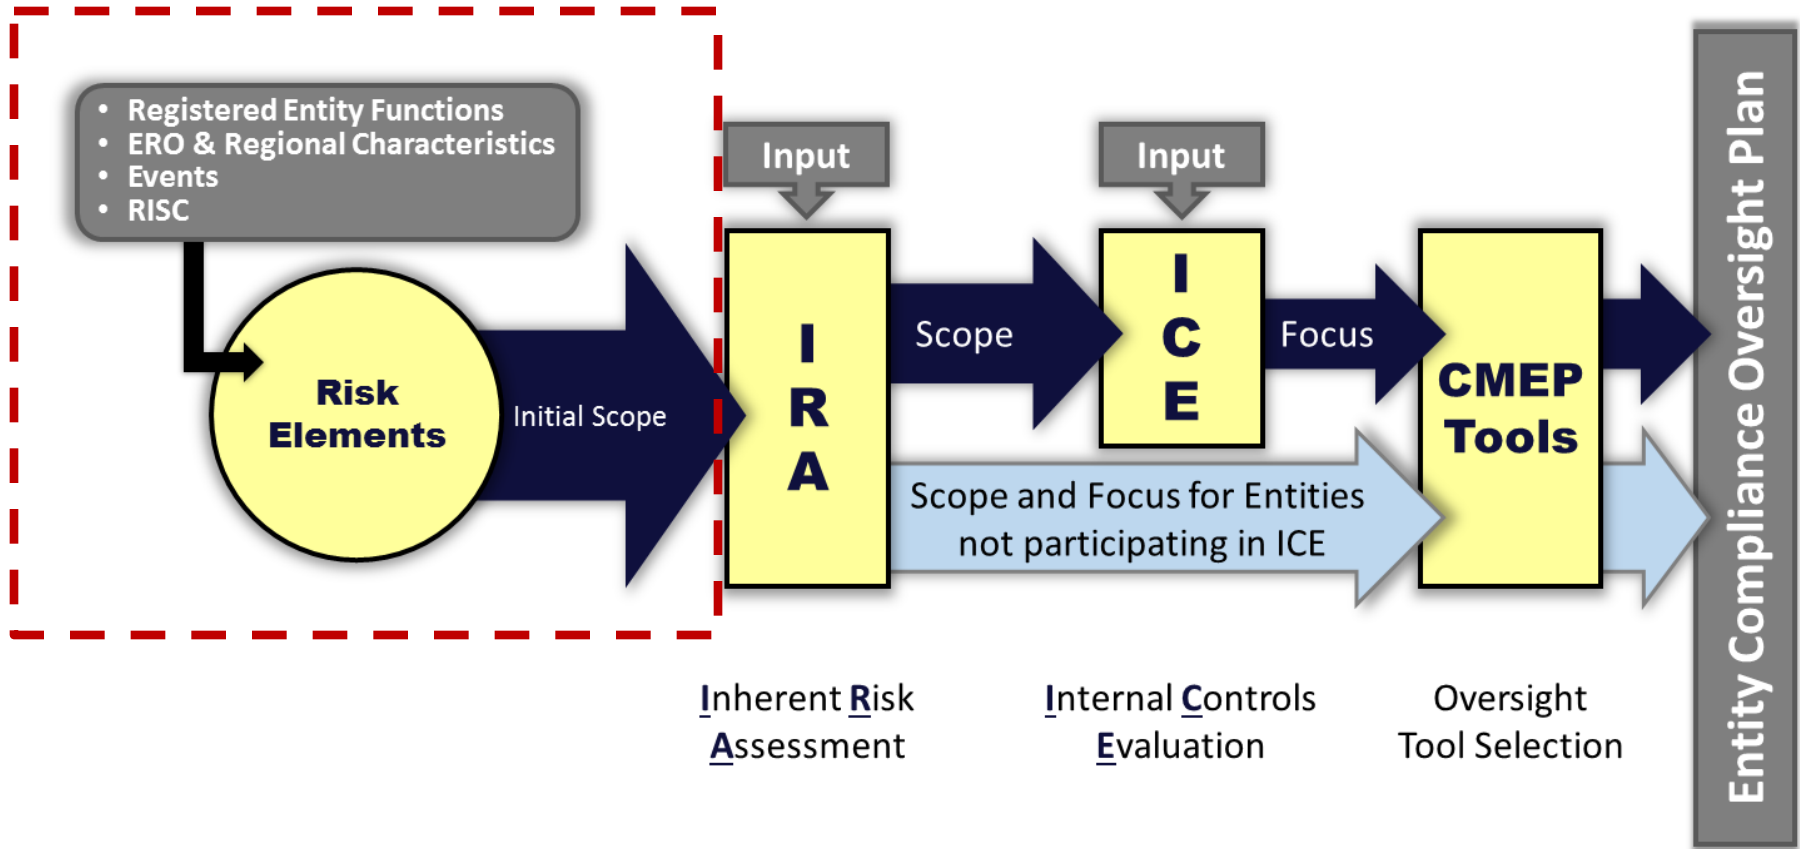 • Registered Entity Functions
• ERO & Regional Characteristics
• Events
• RISC
Risk
Elements
Initial Scope
Input
I
R
A
Scope
Input
I
C
E
Focus
Scope and Focus for Entities
not participating in ICE
CMEP
Tools
Entity Compliance Oversight Plan
Inherent Risk
Assessment
Internal Controls
Evaluation
Oversight
Tool Selection